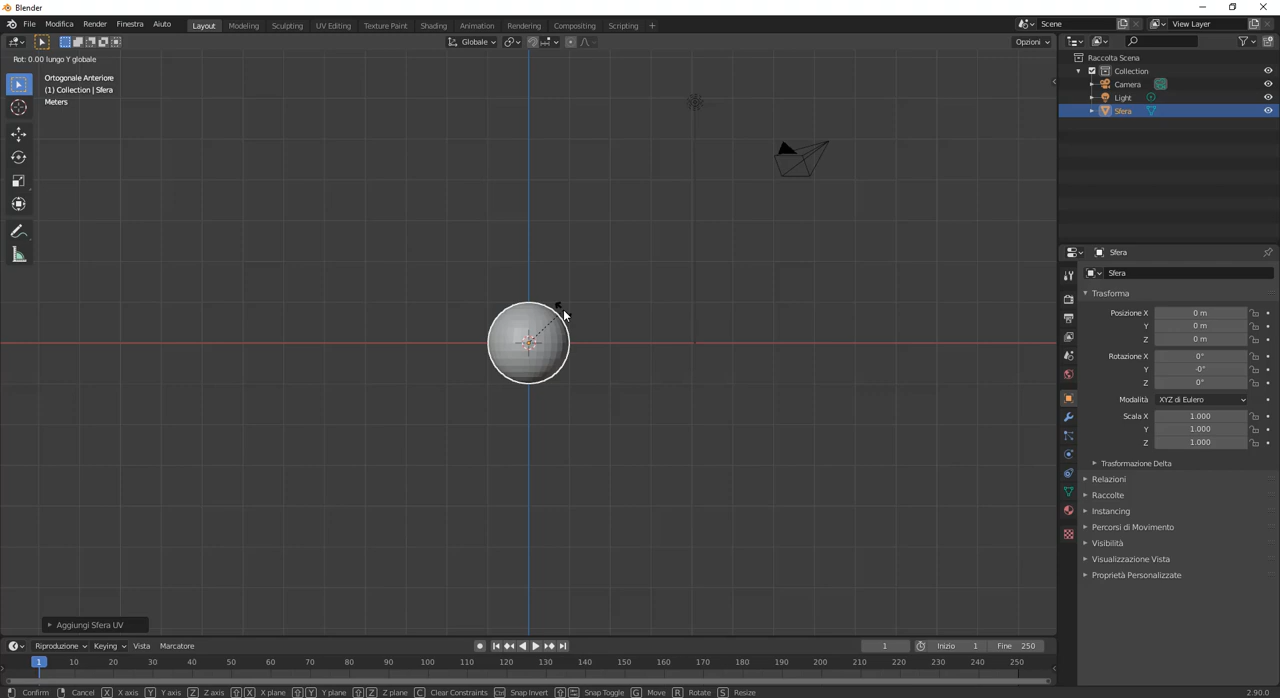 Blender
File Modifica Render Finestra Aiuto Layout Modeling Sculpting UV Editing Texture Paint Shading Animation Rendering Compositing Scripting + Scene View Layer
Globale Opzioni
Rot: 0.00 lungo Y globale
Ortogonale Anteriore
(1) Collection | Sfera
Meters
Raccolta Scena
Collection
Camera
Light
Sfera
Sfera
Sfera
Trasforma
Posizione X 0 m
Y 0 m
Z 0 m
Rotazione X 0°
Y -0°
Z 0°
Modalità XYZ di Eulero
Scala X 1.000
Y 1.000
Z 1.000
Trasformazione Delta
Relazioni
Raccolte
Instancing
Percorsi di Movimento
Visibilità
Visualizzazione Vista
Proprietà Personalizzate
Aggiungi Sfera UV
Riproduzione Keying Vista Marcatore 1 Inizio 1 Fine 250
1 10 20 30 40 50 60 70 80 90 100 110 120 130 140 150 160 170 180 190 200 210 220 230 240 250
Confirm Cancel X X axis Y Y axis Z Z axis X X plane Y Y plane Z Z plane C Clear Constraints Ctrl Snap Invert Snap Toggle G Move R Rotate S Resize 2.90.0